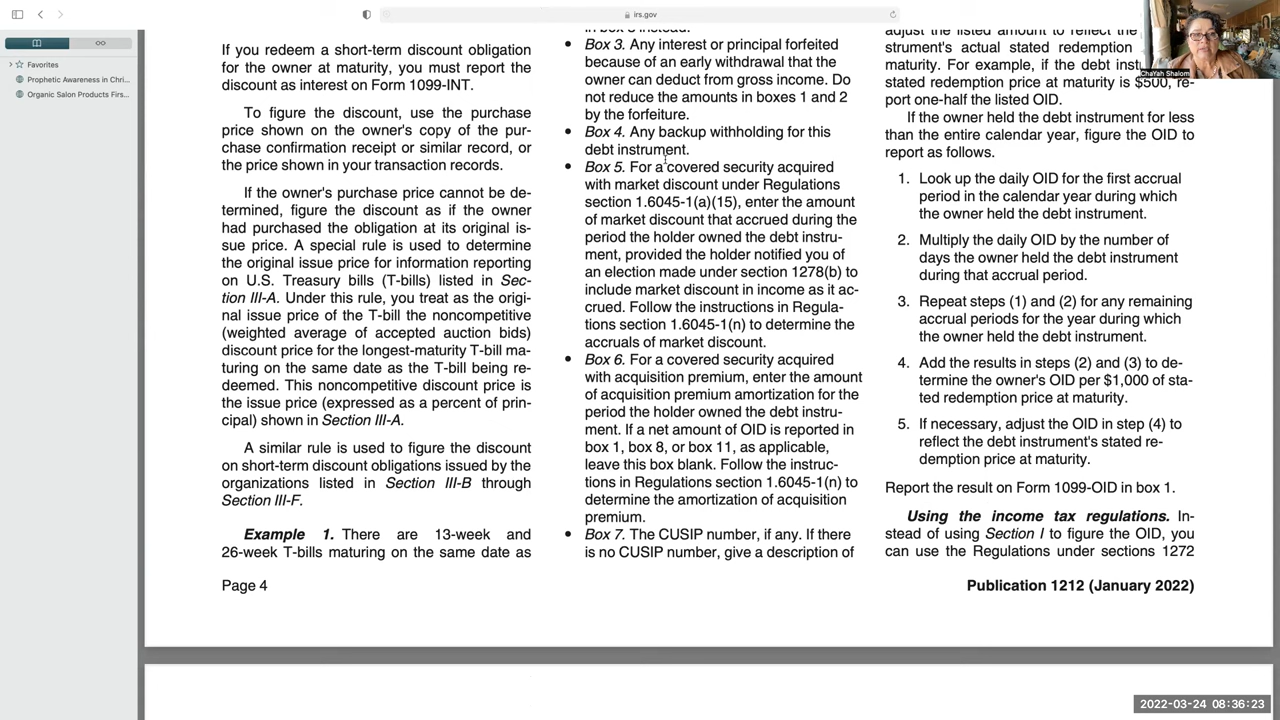 irs.gov
Favorites
Prophetic Awareness in Chri...
Organic Salon Products Firs...
If you redeem a short-term discount obligation
for the owner at maturity, you must report the
discount as interest on Form 1099-INT.
To figure the discount, use the purchase
price shown on the owner's copy of the pur-
chase confirmation receipt or similar record, or
the price shown in your transaction records.
If the owner's purchase price cannot be de-
termined, figure the discount as if the owner
had purchased the obligation at its original is-
sue price. A special rule is used to determine
the original issue price for information reporting
on U.S. Treasury bills (T-bills) listed in Sec-
tion III-A. Under this rule, you treat as the origi-
nal issue price of the T-bill the noncompetitive
(weighted average of accepted auction bids)
discount price for the longest-maturity T-bill ma-
turing on the same date as the T-bill being re-
deemed. This noncompetitive discount price is
the issue price (expressed as a percent of prin-
cipal) shown in Section III-A.
A similar rule is used to figure the discount
on short-term discount obligations issued by the
organizations listed in Section III-B through
Section III-F.
Example 1. There are 13-week and
26-week T-bills maturing on the same date as
in box 8 instead.
• Box 3. Any interest or principal forfeited
because of an early withdrawal that the
owner can deduct from gross income. Do
not reduce the amounts in boxes 1 and 2
by the forfeiture.
• Box 4. Any backup withholding for this
debt instrument.
• Box 5. For a covered security acquired
with market discount under Regulations
section 1.6045-1(a)(15), enter the amount
of market discount that accrued during the
period the holder owned the debt instru-
ment, provided the holder notified you of
an election made under section 1278(b) to
include market discount in income as it ac-
crued. Follow the instructions in Regula-
tions section 1.6045-1(n) to determine the
accruals of market discount.
• Box 6. For a covered security acquired
with acquisition premium, enter the amount
of acquisition premium amortization for the
period the holder owned the debt instru-
ment. If a net amount of OID is reported in
box 1, box 8, or box 11, as applicable,
leave this box blank. Follow the instruc-
tions in Regulations section 1.6045-1(n) to
determine the amortization of acquisition
premium.
• Box 7. The CUSIP number, if any. If there
is no CUSIP number, give a description of
adjust the listed amount to reflect the
strument's actual stated redemption
maturity. For example, if the debt inst
stated redemption price at maturity is $500, re-
port one-half the listed OID.
If the owner held the debt instrument for less
than the entire calendar year, figure the OID to
report as follows.
1. Look up the daily OID for the first accrual
period in the calendar year during which
the owner held the debt instrument.
2. Multiply the daily OID by the number of
days the owner held the debt instrument
during that accrual period.
3. Repeat steps (1) and (2) for any remaining
accrual periods for the year during which
the owner held the debt instrument.
4. Add the results in steps (2) and (3) to de-
termine the owner's OID per $1,000 of sta-
ted redemption price at maturity.
5. If necessary, adjust the OID in step (4) to
reflect the debt instrument's stated re-
demption price at maturity.
Report the result on Form 1099-OID in box 1.
Using the income tax regulations. In-
stead of using Section I to figure the OID, you
can use the Regulations under sections 1272
Page 4
Publication 1212 (January 2022)
ChaYah Shalom
2022-03-24 08:36:23